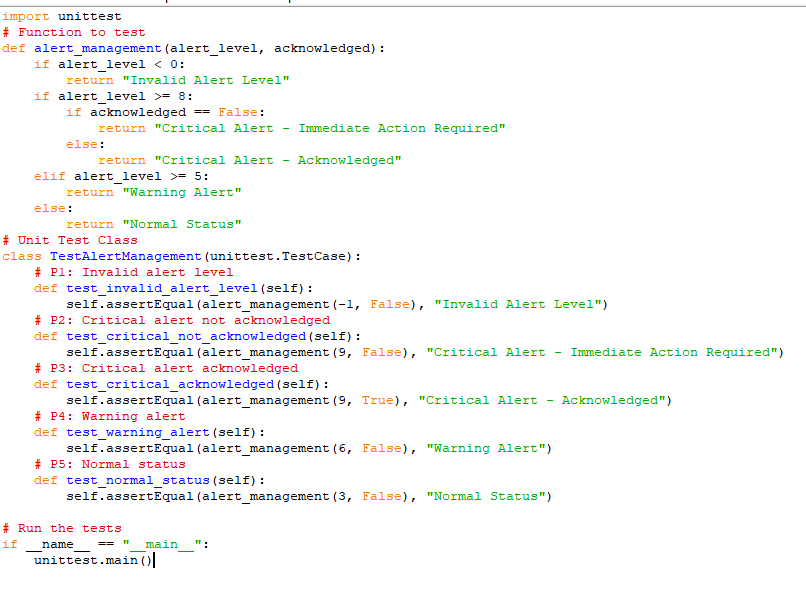 import unittest
# Function to test
def alert_management(alert_level, acknowledged):
    if alert_level < 0:
        return "Invalid Alert Level"
    if alert_level >= 8:
        if acknowledged == False:
            return "Critical Alert - Immediate Action Required"
        else:
            return "Critical Alert - Acknowledged"
    elif alert_level >= 5:
        return "Warning Alert"
    else:
        return "Normal Status"
# Unit Test Class
class TestAlertManagement(unittest.TestCase):
    # P1: Invalid alert level
    def test_invalid_alert_level(self):
        self.assertEqual(alert_management(-1, False), "Invalid Alert Level")
    # P2: Critical alert not acknowledged
    def test_critical_not_acknowledged(self):
        self.assertEqual(alert_management(9, False), "Critical Alert - Immediate Action Required")
    # P3: Critical alert acknowledged
    def test_critical_acknowledged(self):
        self.assertEqual(alert_management(9, True), "Critical Alert - Acknowledged")
    # P4: Warning alert
    def test_warning_alert(self):
        self.assertEqual(alert_management(6, False), "Warning Alert")
    # P5: Normal status
    def test_normal_status(self):
        self.assertEqual(alert_management(3, False), "Normal Status")

# Run the tests
if __name__ == "__main__":
    unittest.main()